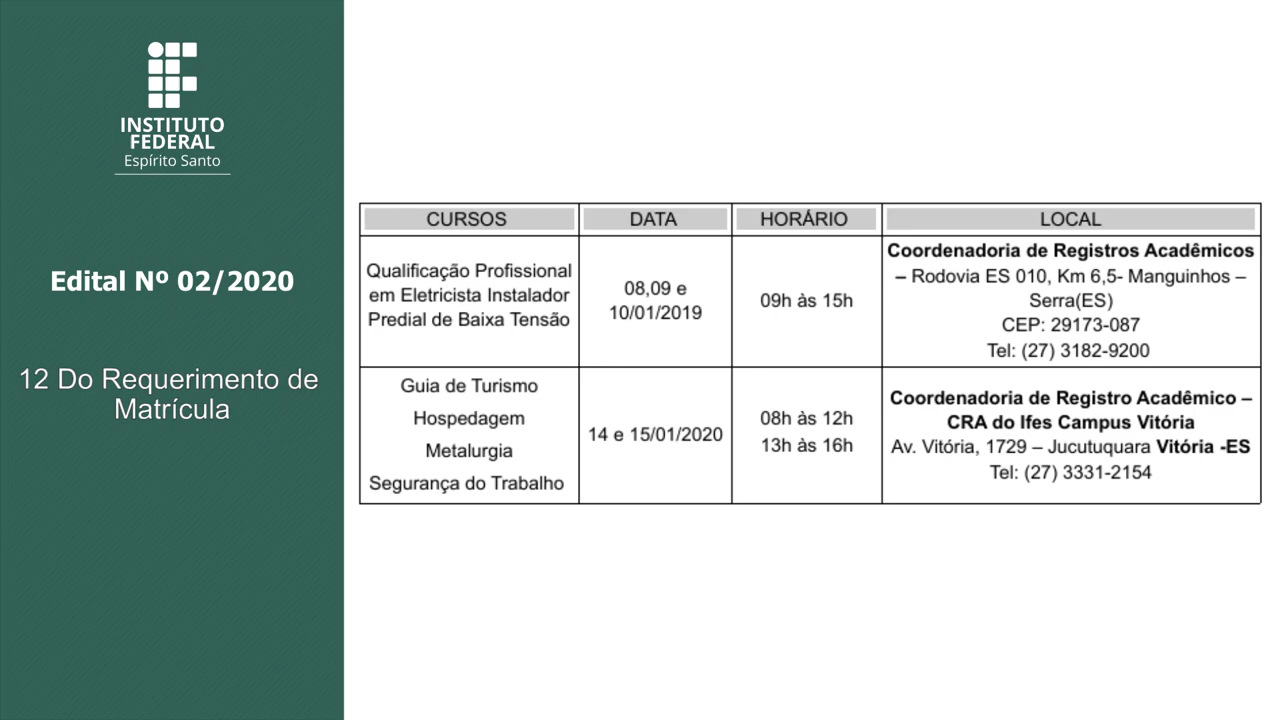 INSTITUTO
FEDERAL
Espírito Santo
Edital Nº 02/2020
12 Do Requerimento de
Matrícula
CURSOS DATA HORÁRIO LOCAL
Qualificação Profissional
em Eletricista Instalador
Predial de Baixa Tensão
08,09 e
10/01/2019
09h às 15h
Coordenadoria de Registros Acadêmicos
– Rodovia ES 010, Km 6,5- Manguinhos –
Serra(ES)
CEP: 29173-087
Tel: (27) 3182-9200
Guia de Turismo
Hospedagem
Metalurgia
Segurança do Trabalho
14 e 15/01/2020
08h às 12h
13h às 16h
Coordenadoria de Registro Acadêmico –
CRA do Ifes Campus Vitória
Av. Vitória, 1729 – Jucutuquara Vitória -ES
Tel: (27) 3331-2154